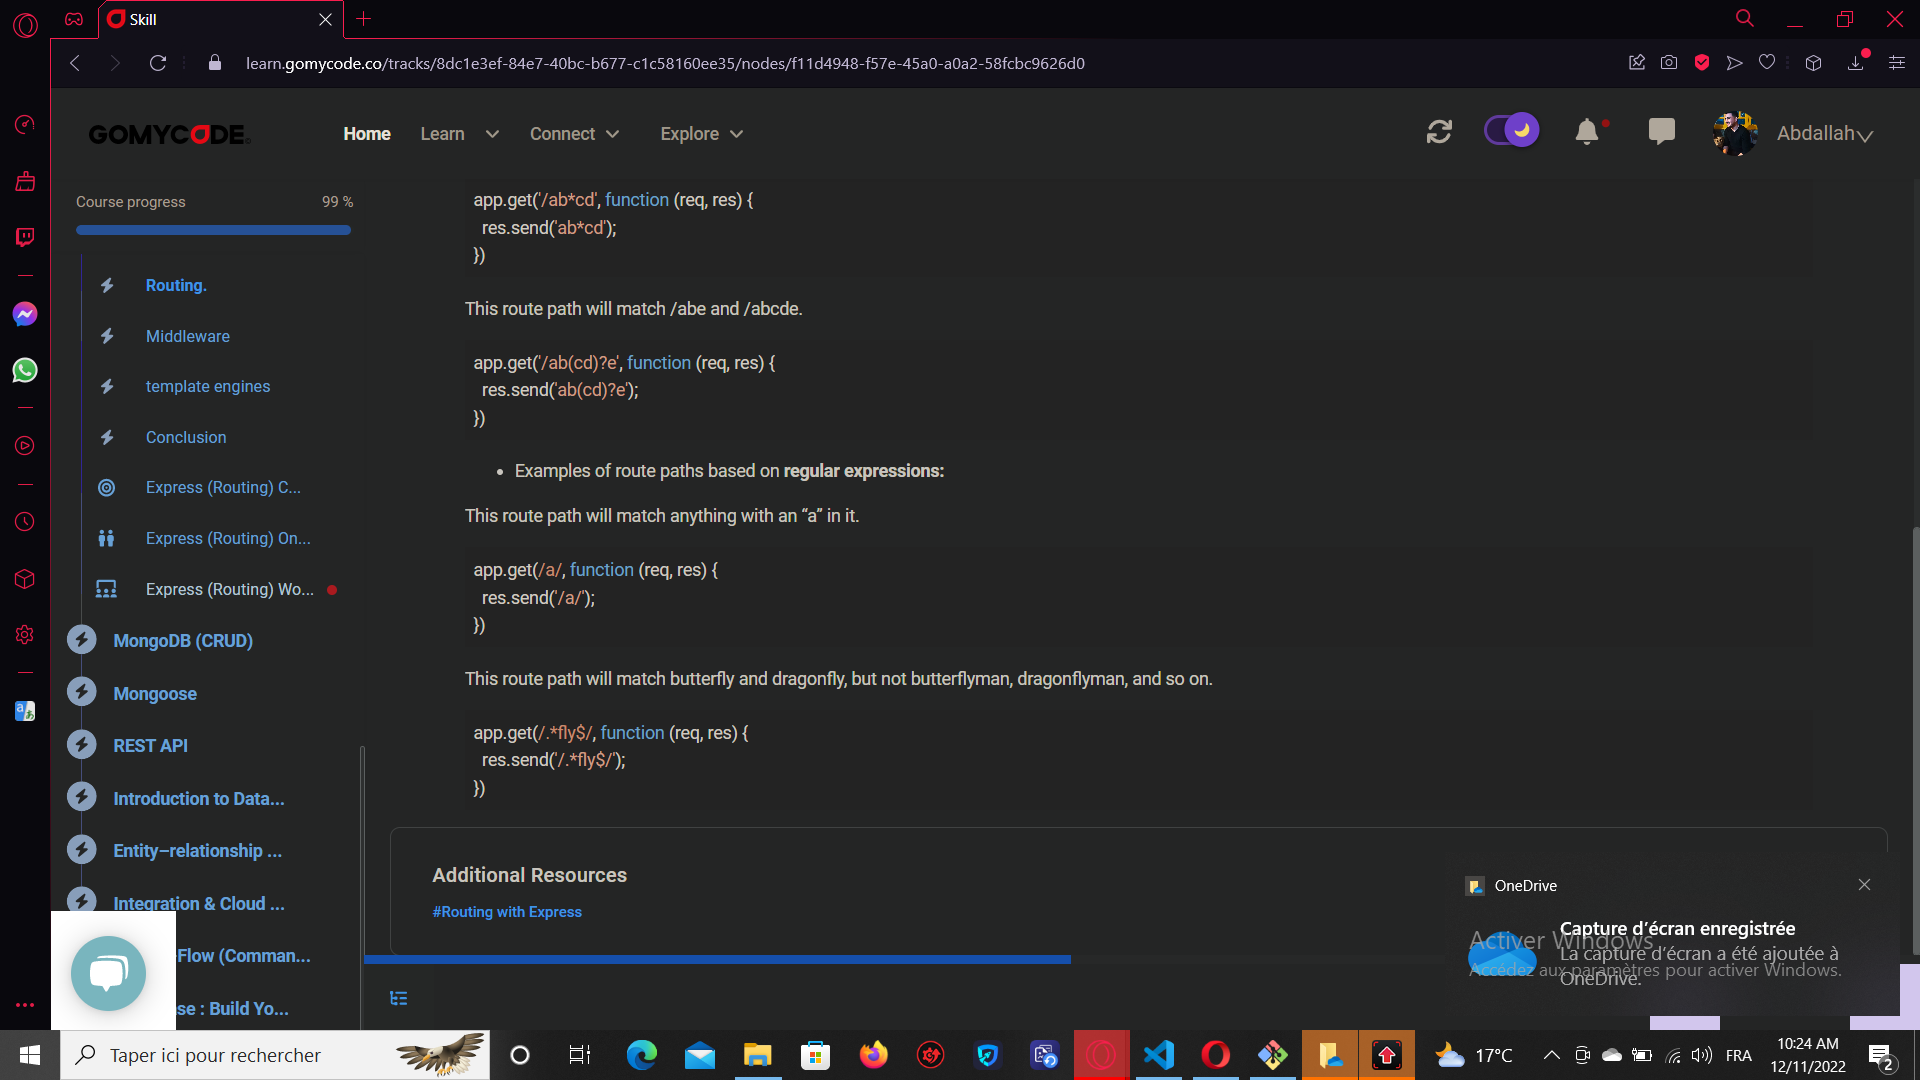 Skill
learn.gomycode.co/tracks/8dc1e3ef-84e7-40bc-b677-c1c58160ee35/nodes/f11d4948-f57e-45a0-a0a2-58fcbc9626d0
GOMYCODE
Home
Learn
Connect
Explore
Abdallah
Course progress
99 %
Routing.
Middleware
template engines
Conclusion
Express (Routing) C...
Express (Routing) On...
Express (Routing) Wo...
MongoDB (CRUD)
Mongoose
REST API
Introduction to Data...
Entity–relationship ...
Integration & Cloud ...
Flow (Comman...
se : Build Yo...
app.get('/ab*cd', function (req, res) {
res.send('ab*cd');
})
This route path will match /abe and /abcde.
app.get('/ab(cd)?e', function (req, res) {
res.send('ab(cd)?e');
})
• Examples of route paths based on regular expressions:
This route path will match anything with an “a” in it.
app.get(/a/, function (req, res) {
res.send('/a/');
})
This route path will match butterfly and dragonfly, but not butterflyman, dragonflyman, and so on.
app.get(/.*fly$/, function (req, res) {
res.send('/.*fly$/');
})
Additional Resources
#Routing with Express
OneDrive
Capture d’écran enregistrée
La capture d’écran a été ajoutée à
OneDrive.
Activer Windows
Accédez aux paramètres pour activer Windows.
Taper ici pour rechercher
17°C
FRA
10:24 AM
12/11/2022
2